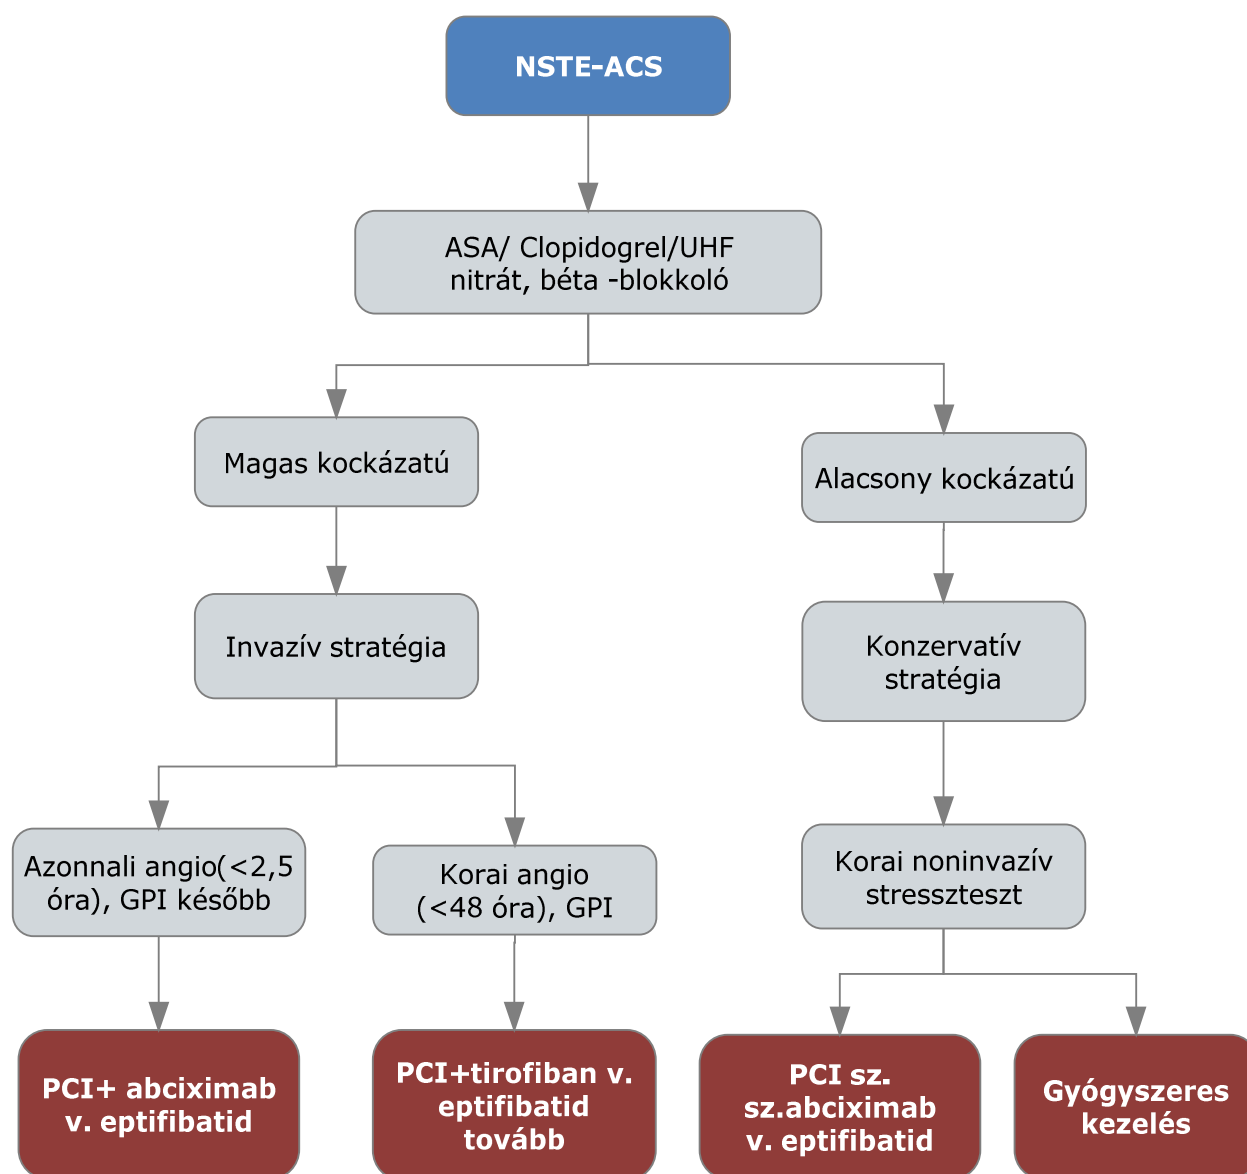 NSTE-ACS
ASA/ Clopidogrel/UHF
nitrát, béta -blokkoló
Magas kockázatú
Alacsony kockázatú
Invazív stratégia
Konzervatív
stratégia
Azonnali angio(<2,5
óra), GPI később
Korai angio
(<48 óra), GPI
Korai noninvazív
stresszteszt
PCI+ abciximab
v. eptifibatid
PCI+tirofiban v.
eptifibatid
tovább
PCI sz.
sz.abciximab
v. eptifibatid
Gyógyszeres
kezelés